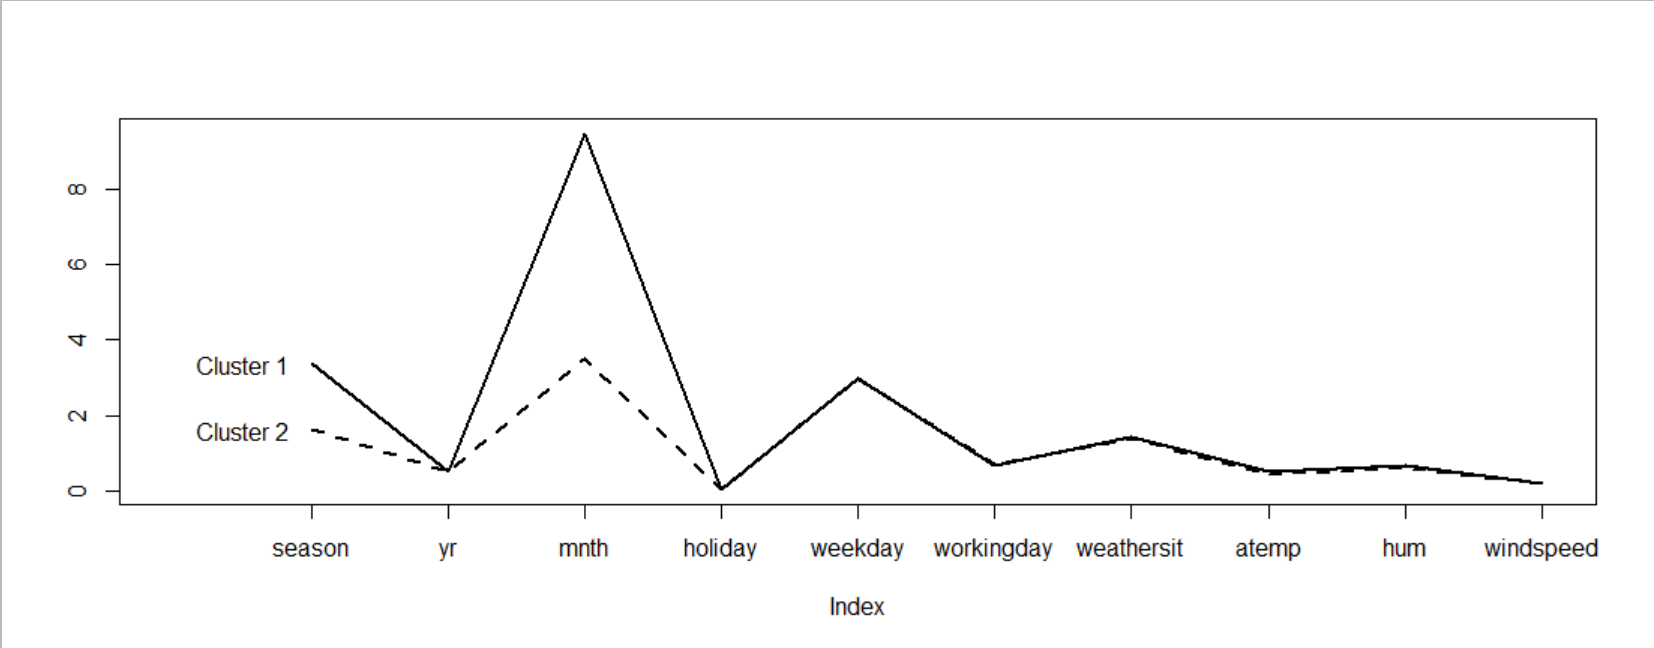 8
6
4
2
0
Cluster 1
Cluster 2
season yr mnth holiday weekday workingday weathersit atemp hum windspeed
Index